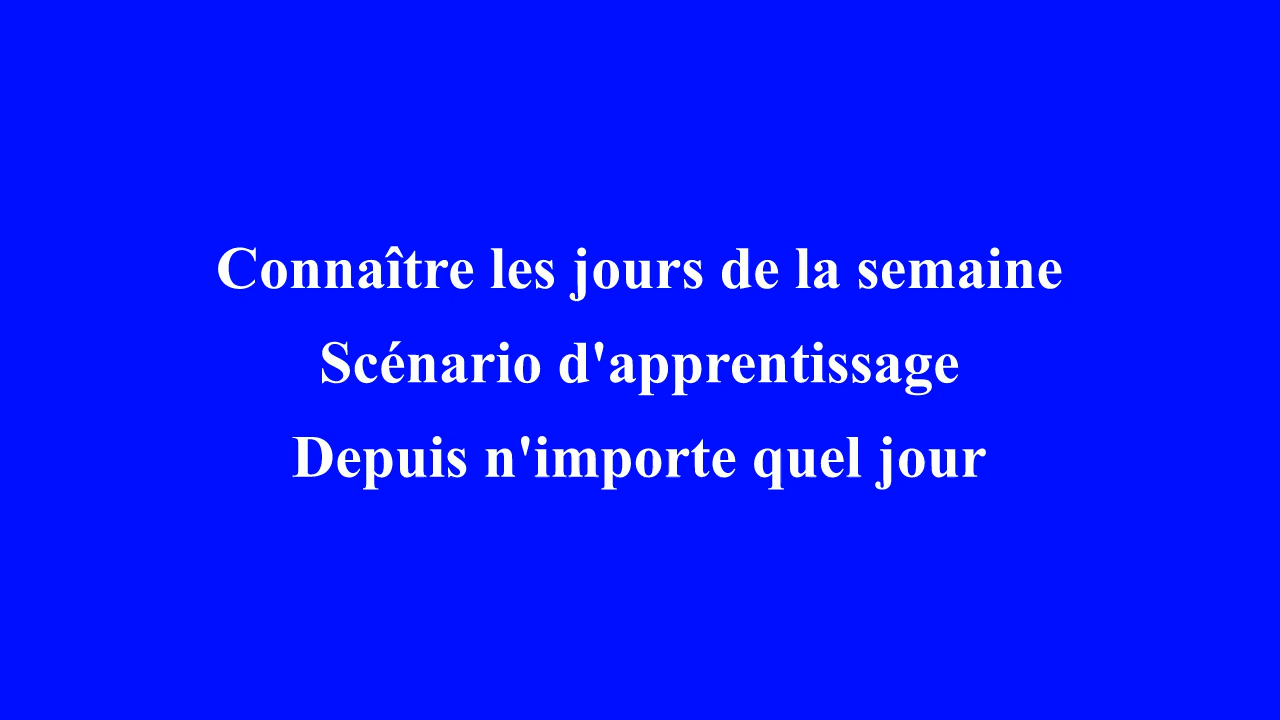 Connaître les jours de la semaine
Scénario d'apprentissage
Depuis n'importe quel jour